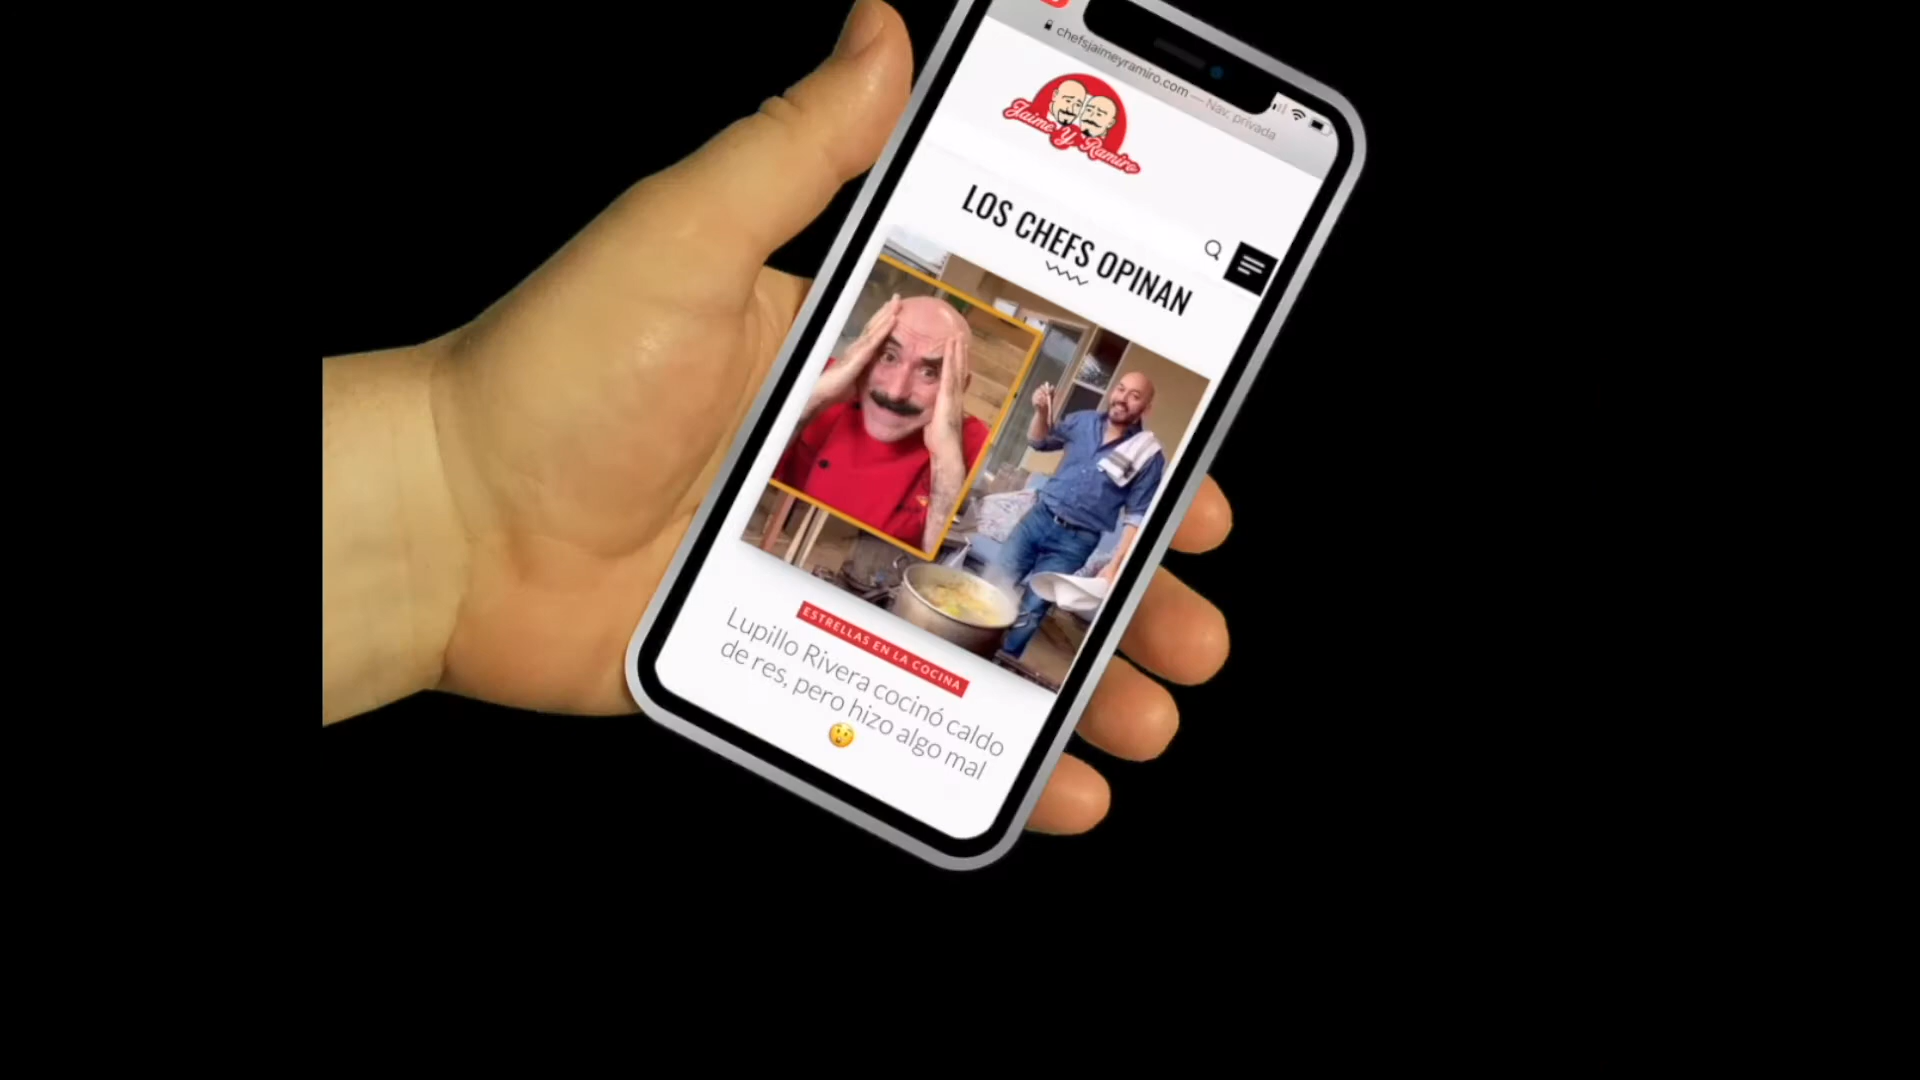 chefsjaimeyramiro.com — Nav. privada
Jaime Y Ramiro
LOS CHEFS OPINAN
ESTRELLAS EN LA COCINA
Lupillo Rivera cocinó caldo
de res, pero hizo algo mal
😲